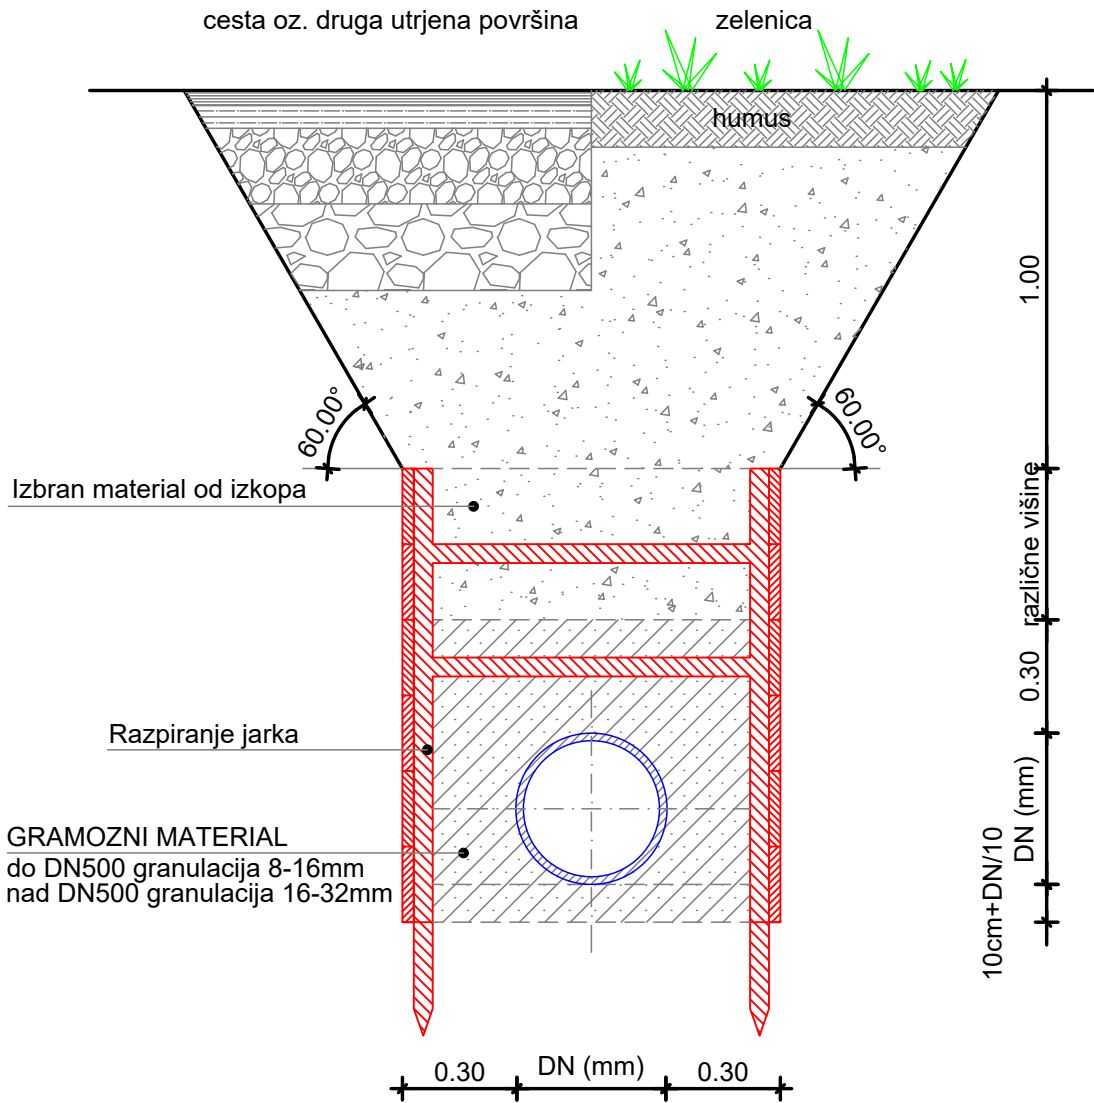 cesta oz. druga utrjena površina
zelenica
humus
1.00
60.00°
60.00°
Izbran material od izkopa
različne višine
0.30
Razpiranje jarka
DN (mm)
GRAMOZNI MATERIAL
do DN500 granulacija 8-16mm
nad DN500 granulacija 16-32mm
10cm+DN/10
0.30
DN (mm)
0.30